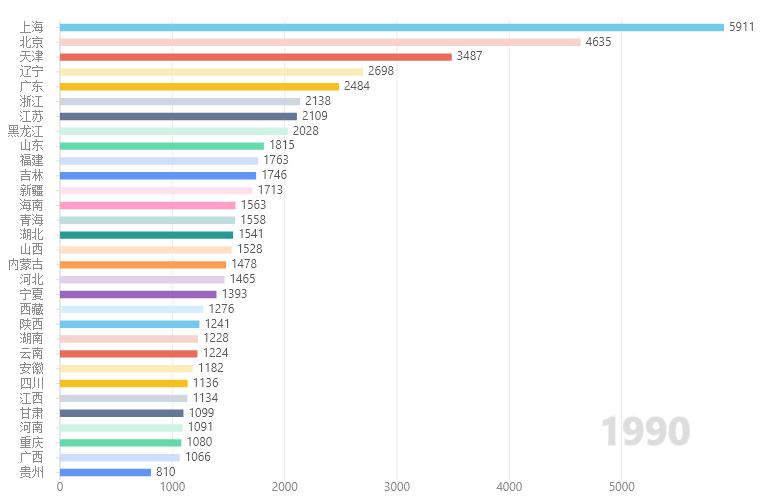 上海 5911
北京 4635
天津 3487
辽宁 2698
广东 2484
浙江 2138
江苏 2109
黑龙江 2028
山东 1815
福建 1763
吉林 1746
新疆 1713
海南 1563
青海 1558
湖北 1541
山西 1528
内蒙古 1478
河北 1465
宁夏 1393
西藏 1276
陕西 1241
湖南 1228
云南 1224
安徽 1182
四川 1136
江西 1134
甘肃 1099
河南 1091
重庆 1080
广西 1066
贵州 810
1990
0 1000 2000 3000 4000 5000